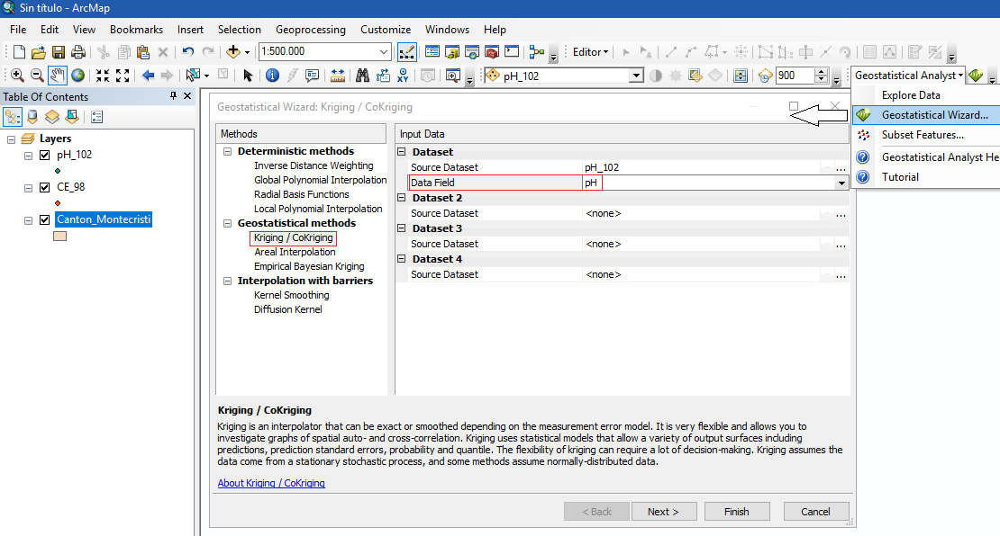 Sin título - ArcMap
File Edit View Bookmarks Insert Selection Geoprocessing Customize Windows Help
1:500.000
Editor
pH_102
900
Geostatistical Analyst
Explore Data
Geostatistical Wizard...
Subset Features...
Geostatistical Analyst He
Tutorial
Table Of Contents
Layers
pH_102
CE_98
Canton_Montecristi
Geostatistical Wizard: Kriging / CoKriging
Methods
Deterministic methods
Inverse Distance Weighting
Global Polynomial Interpolation
Radial Basis Functions
Local Polynomial Interpolation
Geostatistical methods
Kriging / CoKriging
Areal Interpolation
Empirical Bayesian Kriging
Interpolation with barriers
Kernel Smoothing
Diffusion Kernel
Input Data
Dataset
Source Dataset pH_102 ...
Data Field pH
Dataset 2
Source Dataset <none> ...
Dataset 3
Source Dataset <none> ...
Dataset 4
Source Dataset <none> ...
Kriging / CoKriging
Kriging is an interpolator that can be exact or smoothed depending on the measurement error model. It is very flexible and allows you to
investigate graphs of spatial auto- and cross-correlation. Kriging uses statistical models that allow a variety of output surfaces including
predictions, prediction standard errors, probability and quantile. The flexibility of kriging can require a lot of decision-making. Kriging assumes the
data come from a stationary stochastic process, and some methods assume normally-distributed data.
About Kriging / CoKriging
< Back Next > Finish Cancel